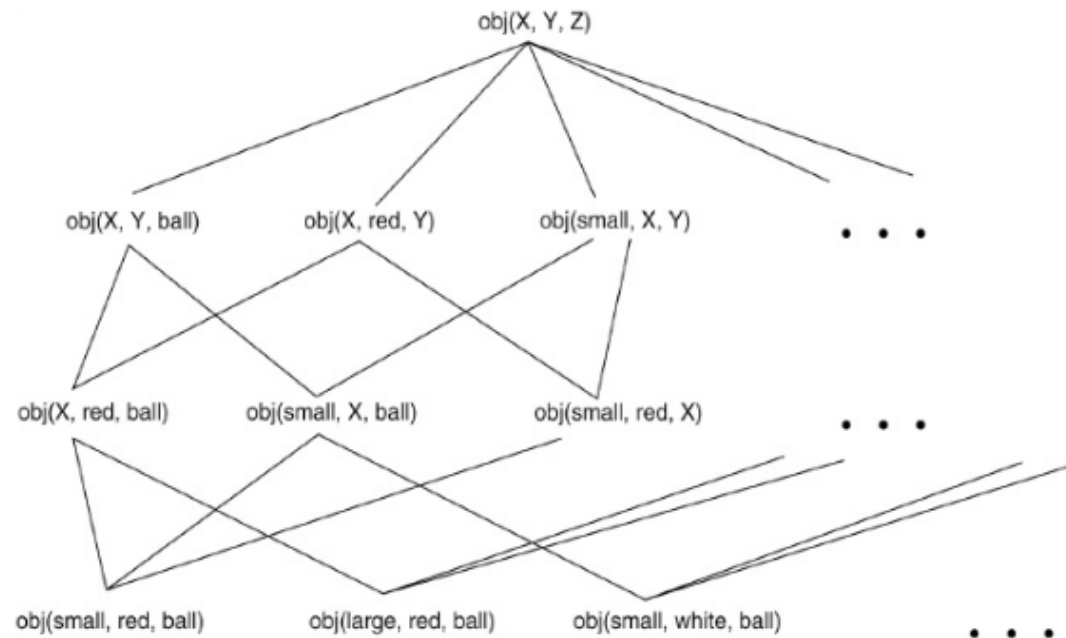 obj(X, Y, Z)
obj(X, Y, ball) obj(X, red, Y) obj(small, X, Y) • • •
obj(X, red, ball) obj(small, X, ball) obj(small, red, X) • • •
obj(small, red, ball) obj(large, red, ball) obj(small, white, ball) • • •